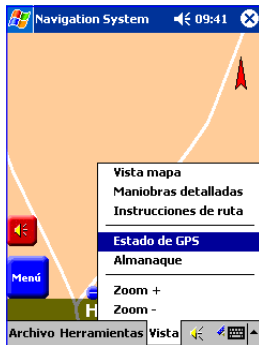 Navigation System 09:41
Vista mapa
Maniobras detalladas
Instrucciones de ruta
Estado de GPS
Almanaque
Menú
Zoom +
H
Zoom -
Archivo Herramientas Vista